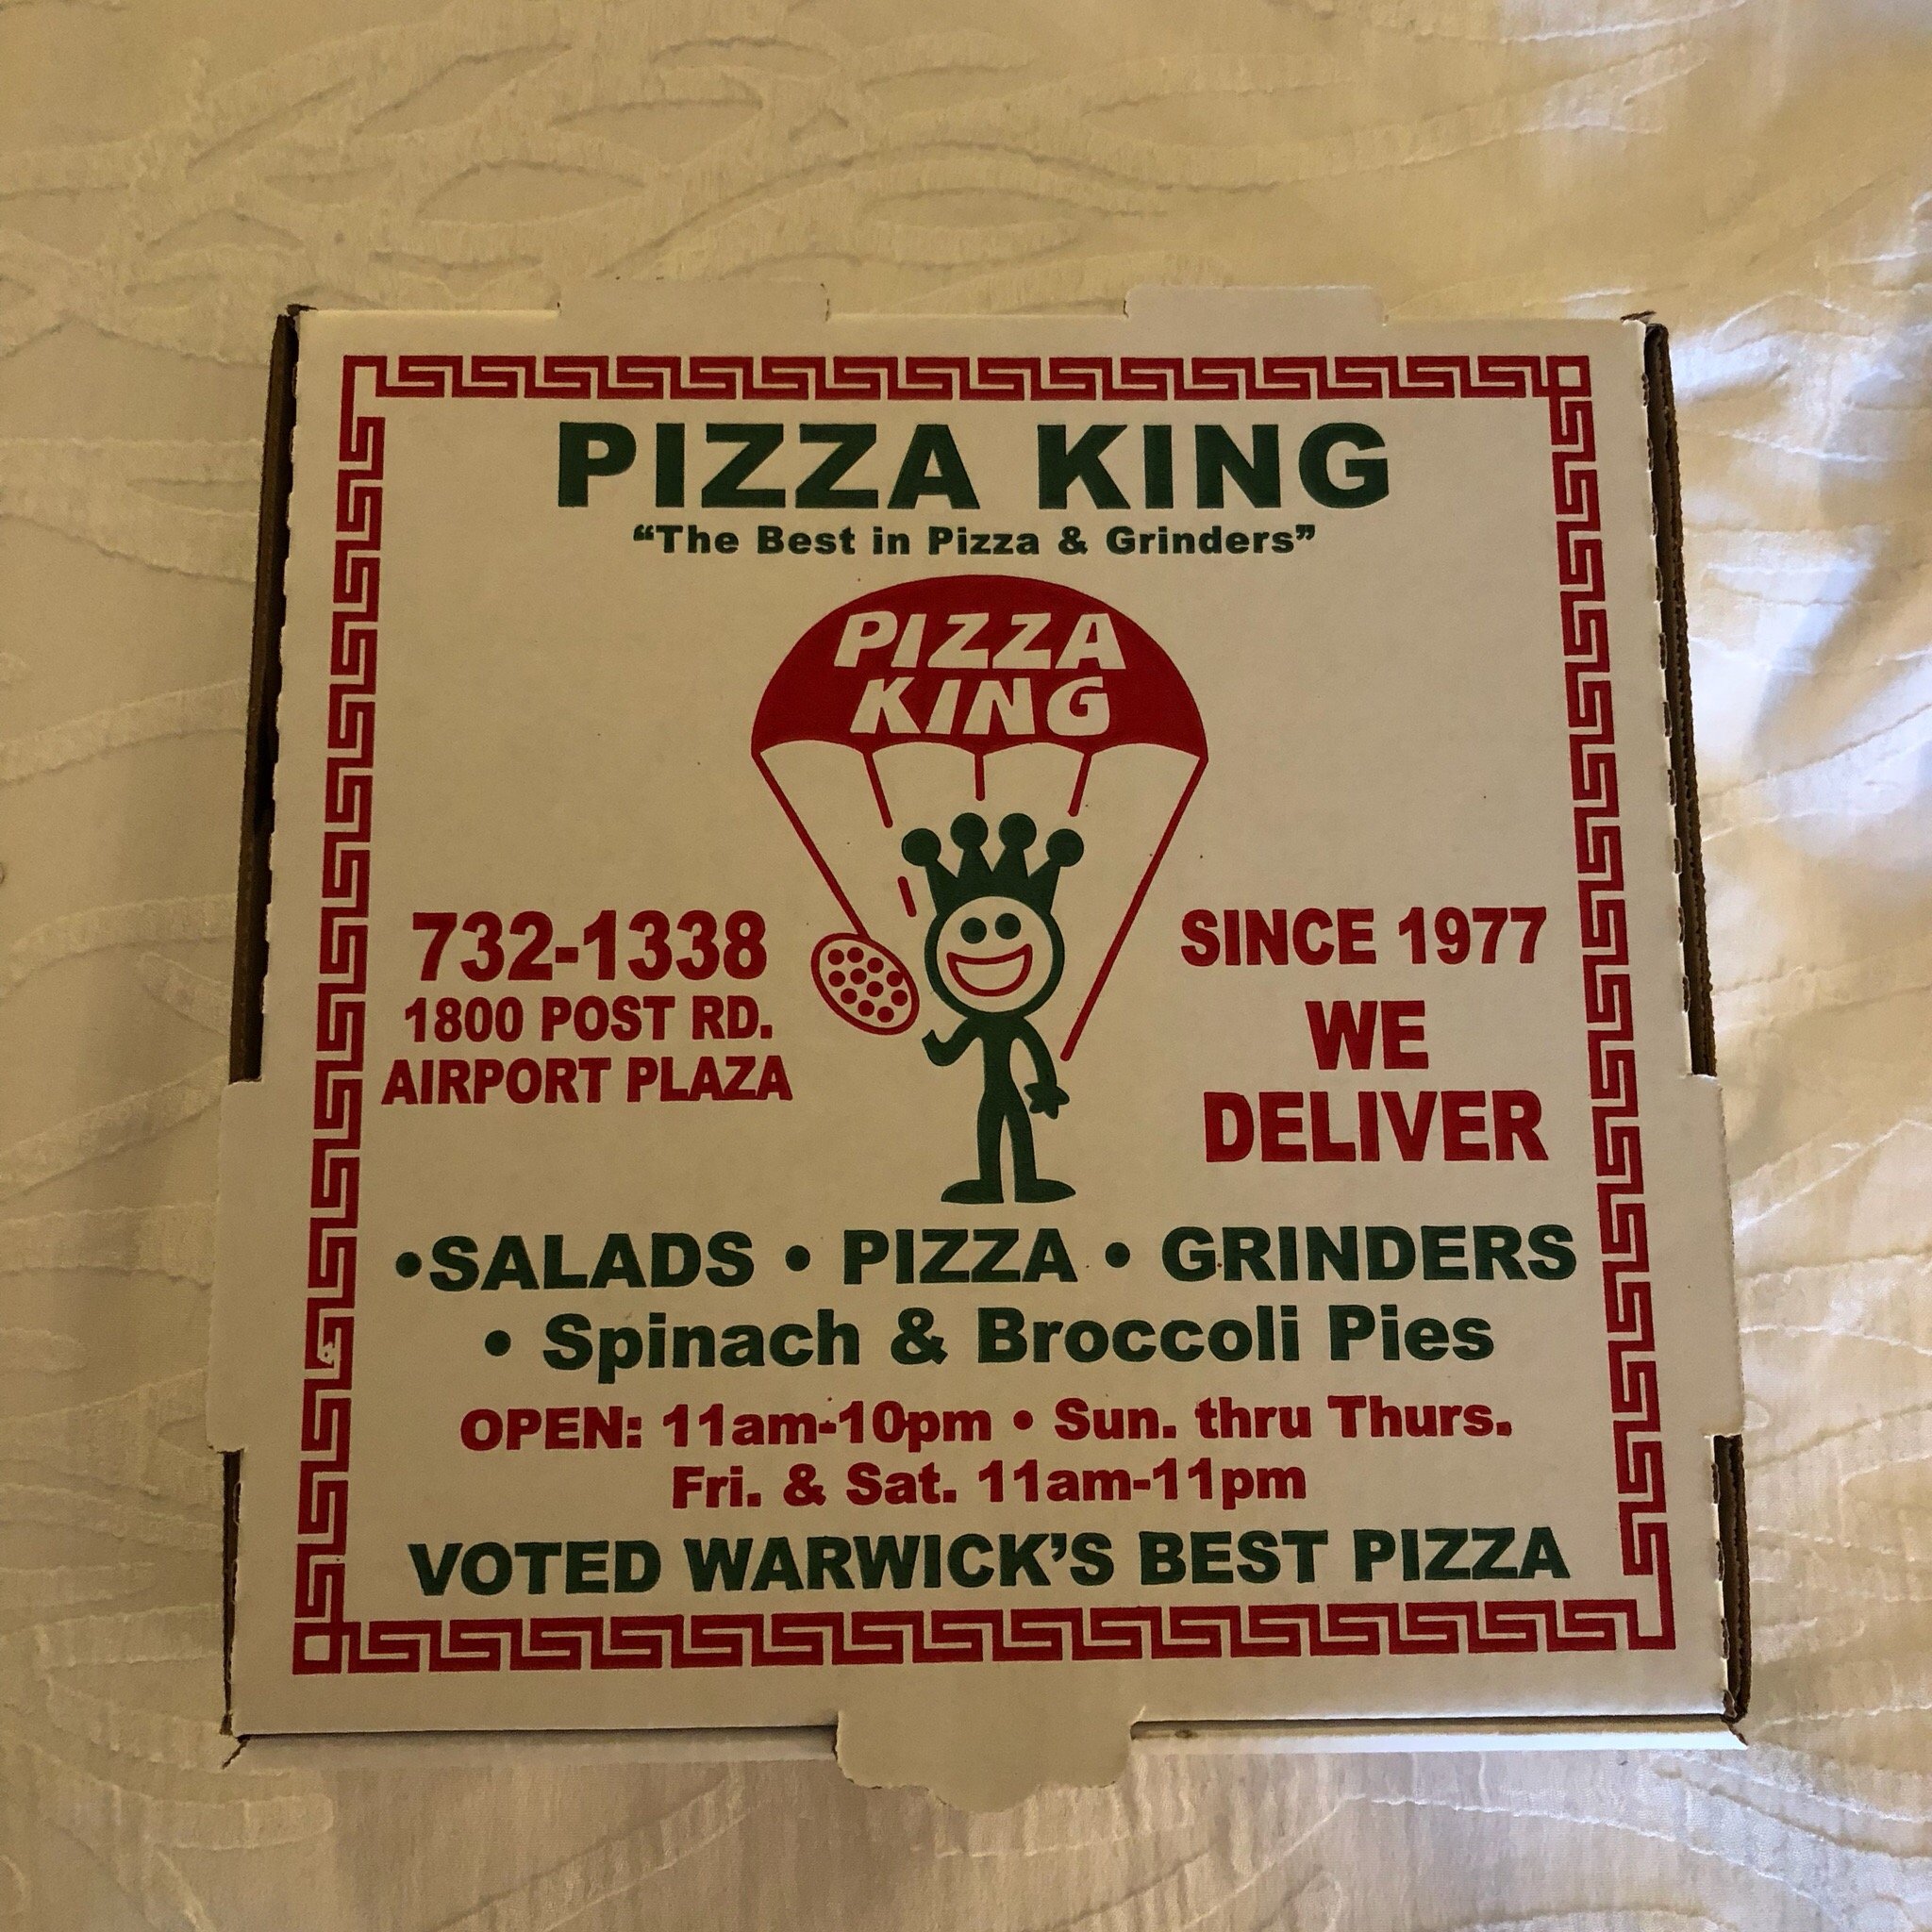 PIZZA KING
“The Best in Pizza & Grinders”
PIZZA
KING
732-1338
1800 POST RD.
AIRPORT PLAZA
SINCE 1977
WE
DELIVER
•SALADS • PIZZA • GRINDERS
• Spinach & Broccoli Pies
OPEN: 11am-10pm • Sun. thru Thurs.
Fri. & Sat. 11am-11pm
VOTED WARWICK’S BEST PIZZA